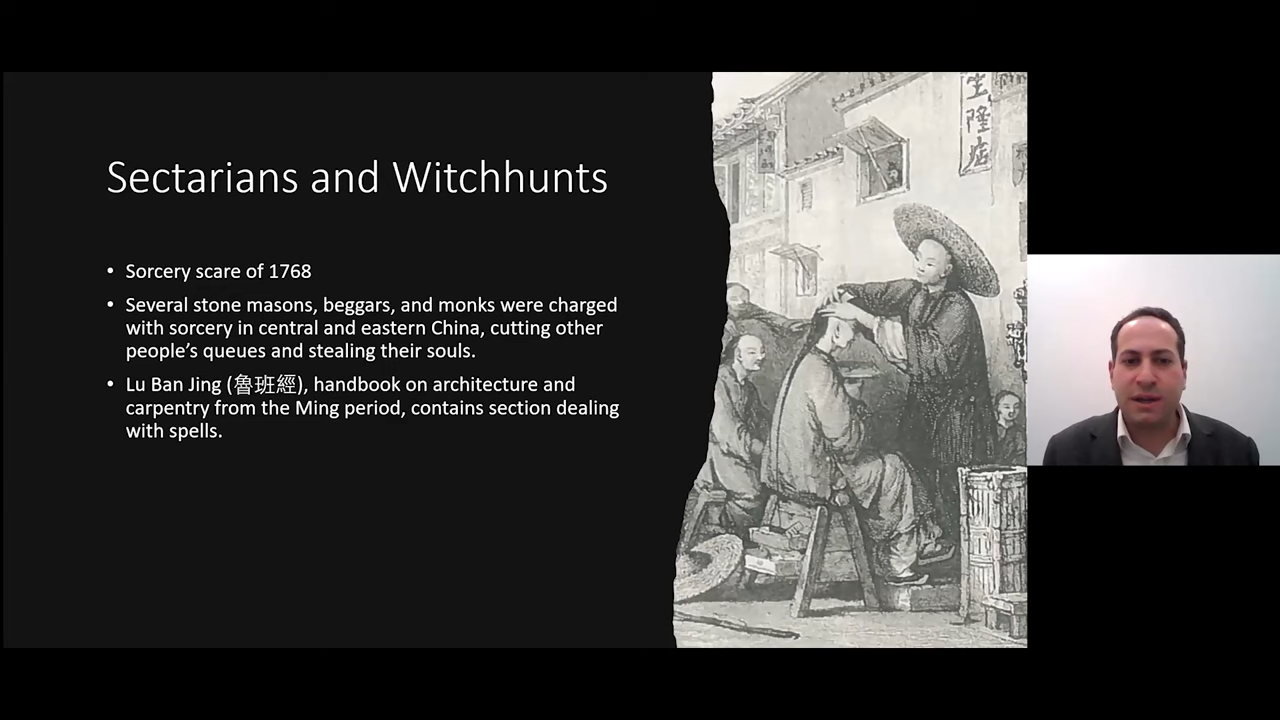 Sectarians and Witchhunts
• Sorcery scare of 1768
• Several stone masons, beggars, and monks were charged
with sorcery in central and eastern China, cutting other
people’s queues and stealing their souls.
• Lu Ban Jing (魯班經), handbook on architecture and
carpentry from the Ming period, contains section dealing
with spells.
生隆店